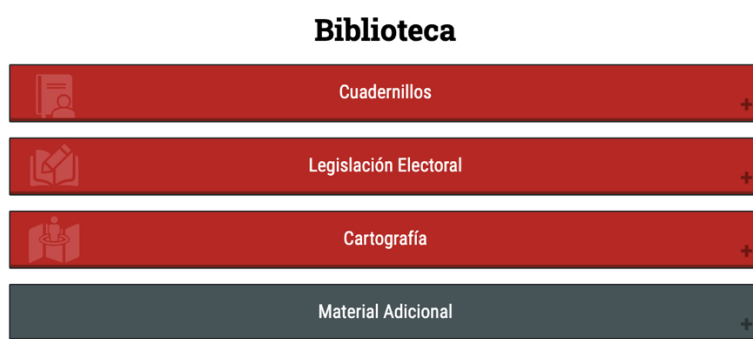 Biblioteca
Cuadernillos
Legislación Electoral
Cartografía
Material Adicional